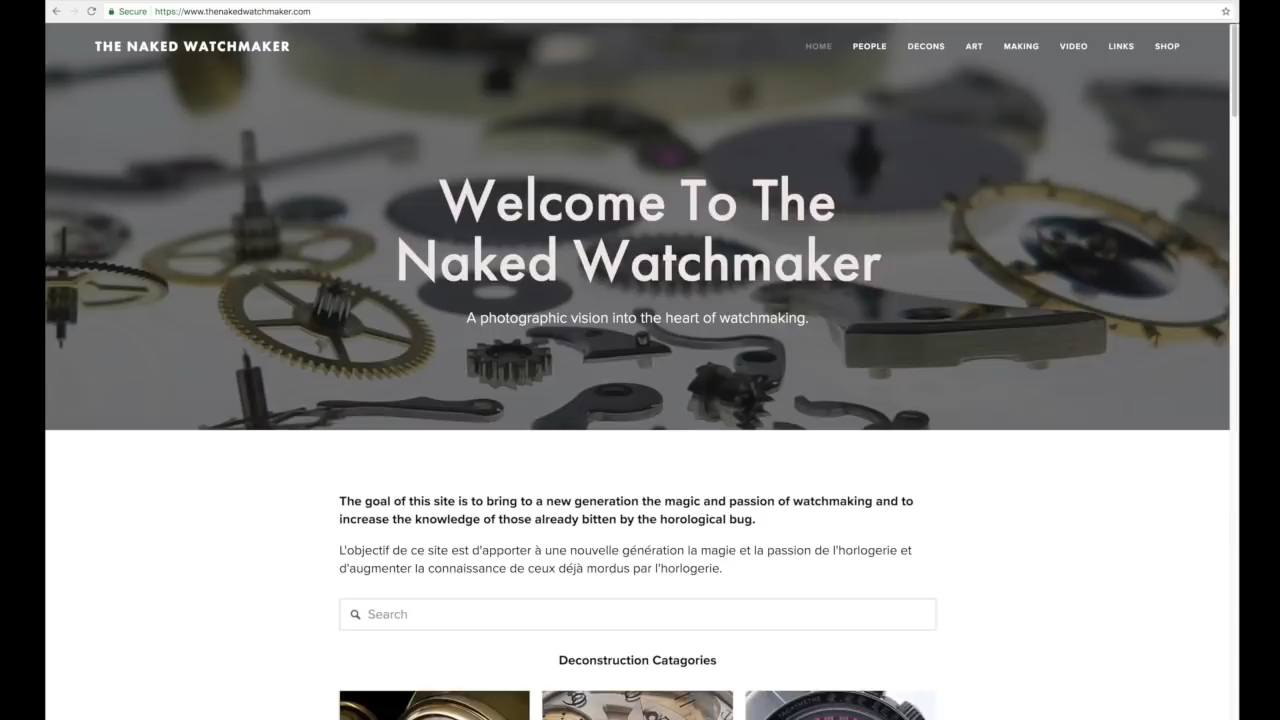 Secure https://www.thenakedwatchmaker.com
THE NAKED WATCHMAKER
HOME PEOPLE DECONS ART MAKING VIDEO LINKS SHOP
Welcome To The
Naked Watchmaker
A photographic vision into the heart of watchmaking.
The goal of this site is to bring to a new generation the magic and passion of watchmaking and to
increase the knowledge of those already bitten by the horological bug.
L'objectif de ce site est d'apporter à une nouvelle génération la magie et la passion de l'horlogerie et
d'augmenter la connaissance de ceux déjà mordus par l'horlogerie.
Search
Deconstruction Catagories